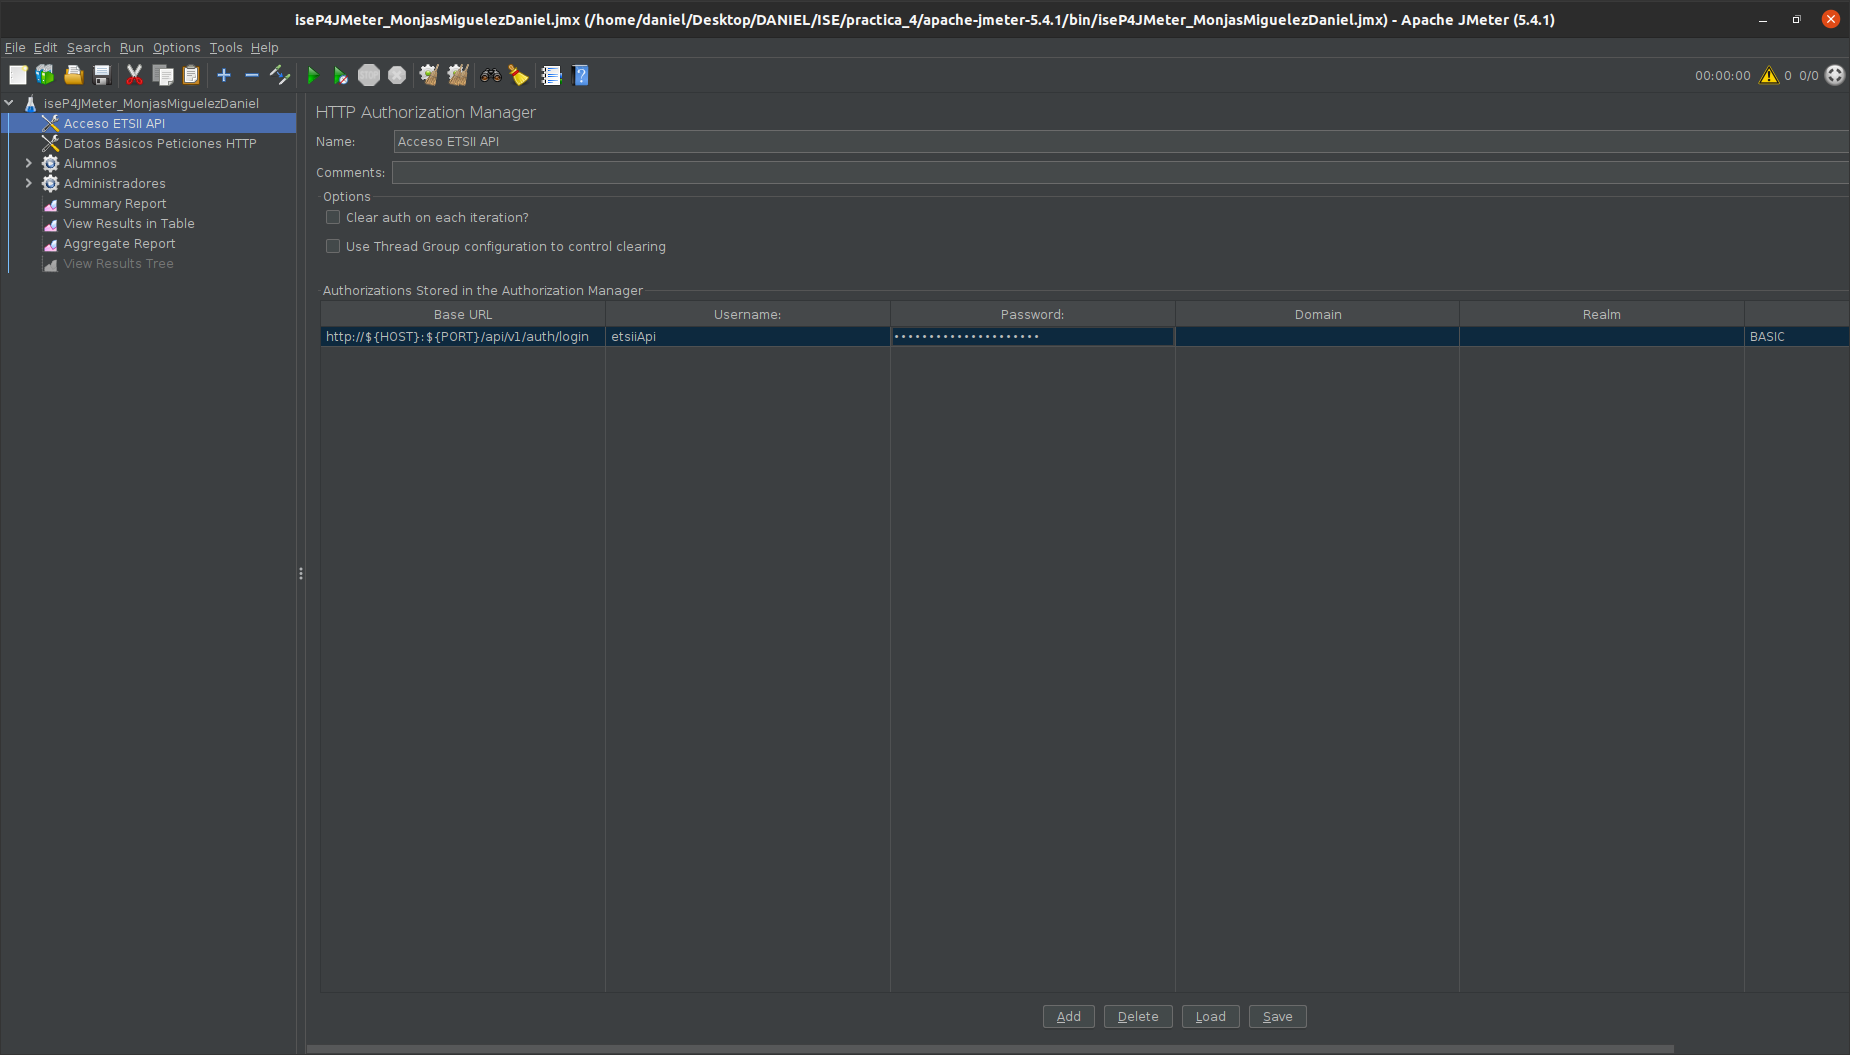 iseP4JMeter_MonjasMiguelezDaniel.jmx (/home/daniel/Desktop/DANIEL/ISE/practica_4/apache-jmeter-5.4.1/bin/iseP4JMeter_MonjasMiguelezDaniel.jmx) - Apache JMeter (5.4.1)
File Edit Search Run Options Tools Help
STOP
00:00:00 0 0/0
iseP4JMeter_MonjasMiguelezDaniel
Acceso ETSII API
Datos Básicos Peticiones HTTP
Alumnos
Administradores
Summary Report
View Results in Table
Aggregate Report
View Results Tree
HTTP Authorization Manager
Name: Acceso ETSII API
Comments:
Options
Clear auth on each iteration?
Use Thread Group configuration to control clearing
Authorizations Stored in the Authorization Manager
Base URL Username: Password: Domain Realm
http://${HOST}:${PORT}/api/v1/auth/login etsiiApi ••••••••••••••••••••• BASIC
Add Delete Load Save